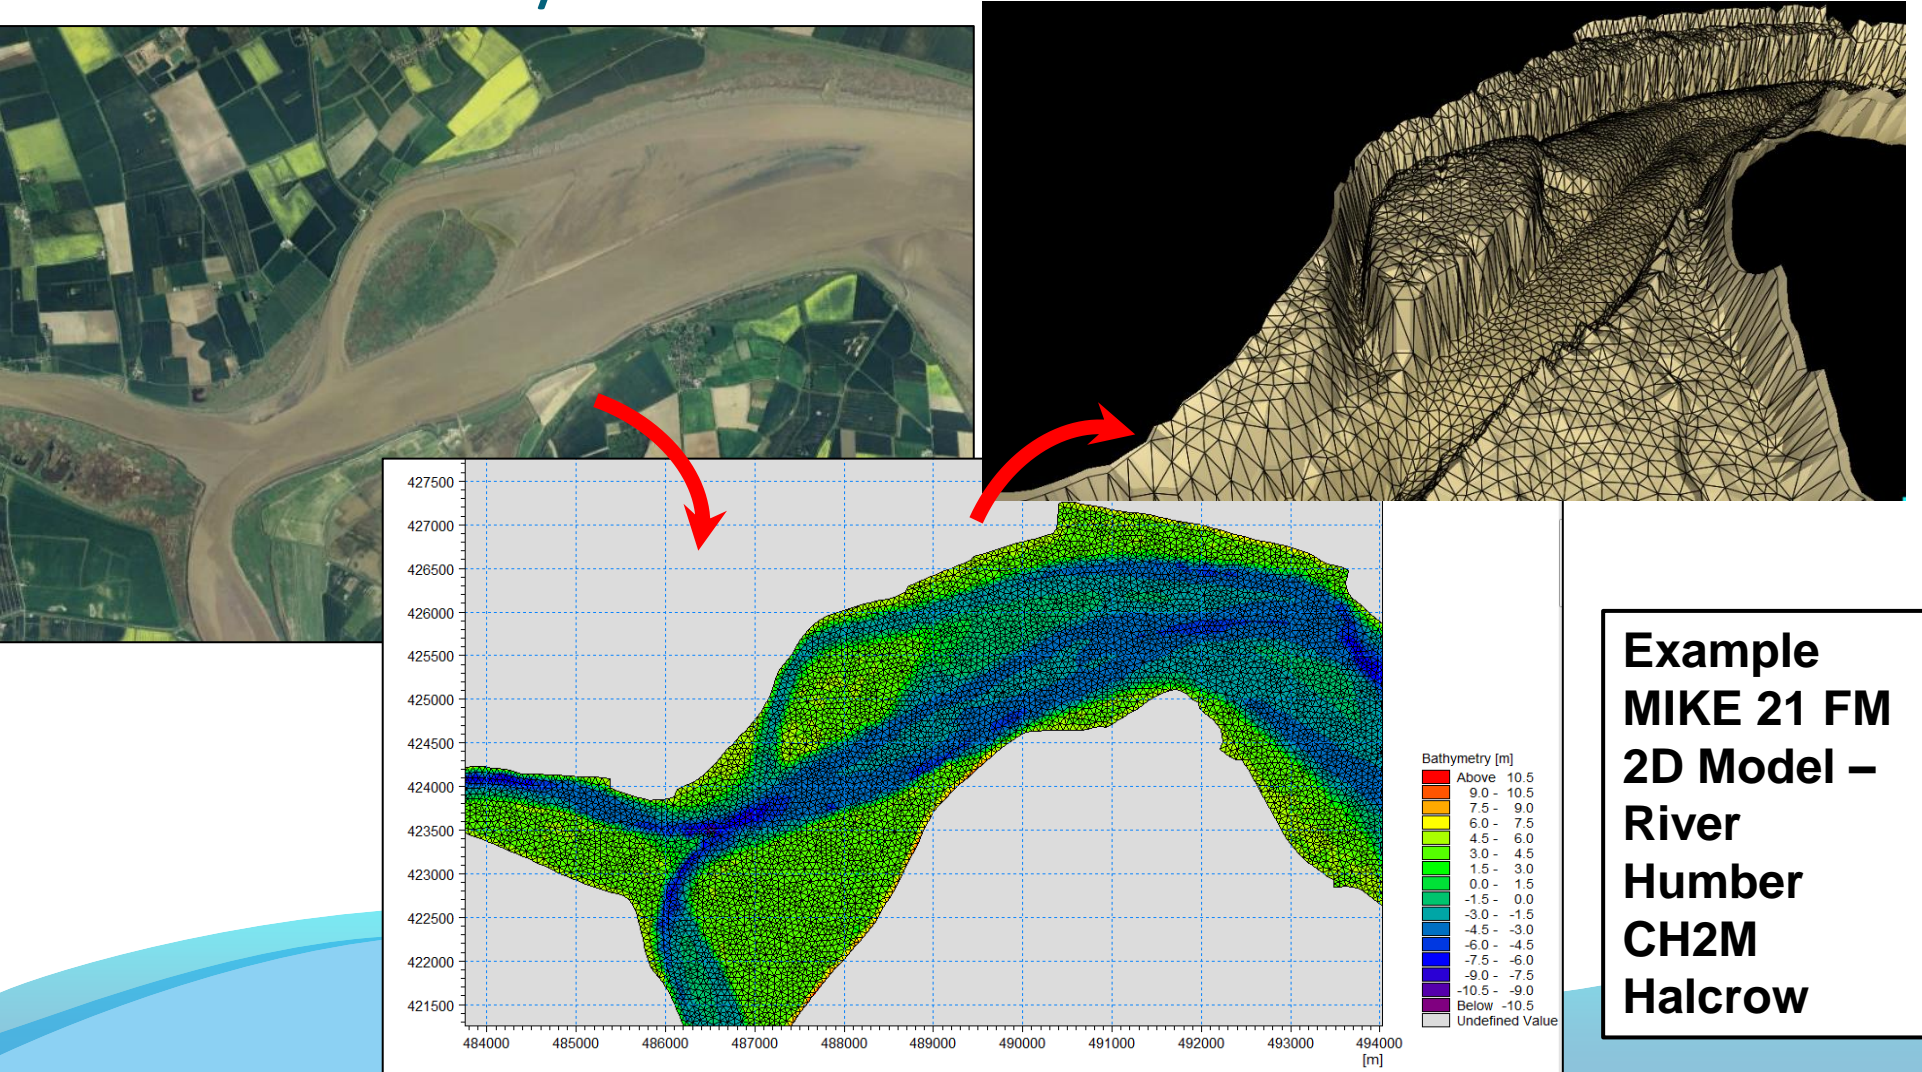 427500
427000
426500
426000
425500
425000
424500
424000
423500
423000
422500
422000
421500
484000 485000 486000 487000 488000 489000 490000 491000 492000 493000 494000
[m]
Bathymetry [m]
Above 10.5
9.0 - 10.5
7.5 - 9.0
6.0 - 7.5
4.5 - 6.0
3.0 - 4.5
1.5 - 3.0
0.0 - 1.5
-1.5 - 0.0
-3.0 - -1.5
-4.5 - -3.0
-6.0 - -4.5
-7.5 - -6.0
-9.0 - -7.5
-10.5 - -9.0
Below -10.5
Undefined Value
Example
MIKE 21 FM
2D Model –
River
Humber
CH2M
Halcrow